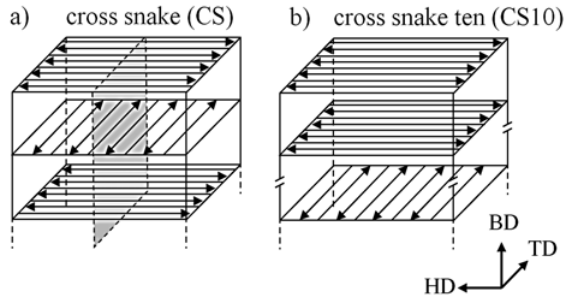 a) cross snake (CS)
b) cross snake ten (CS10)
BD
TD
HD